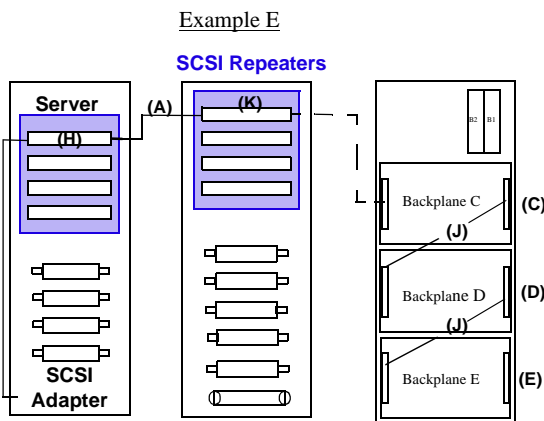 Example E
SCSI Repeaters
Server
(A)
(K)
(H)
B2 B1
Backplane C
(C)
(J)
Backplane D
(D)
(J)
SCSI
Adapter
Backplane E
(E)